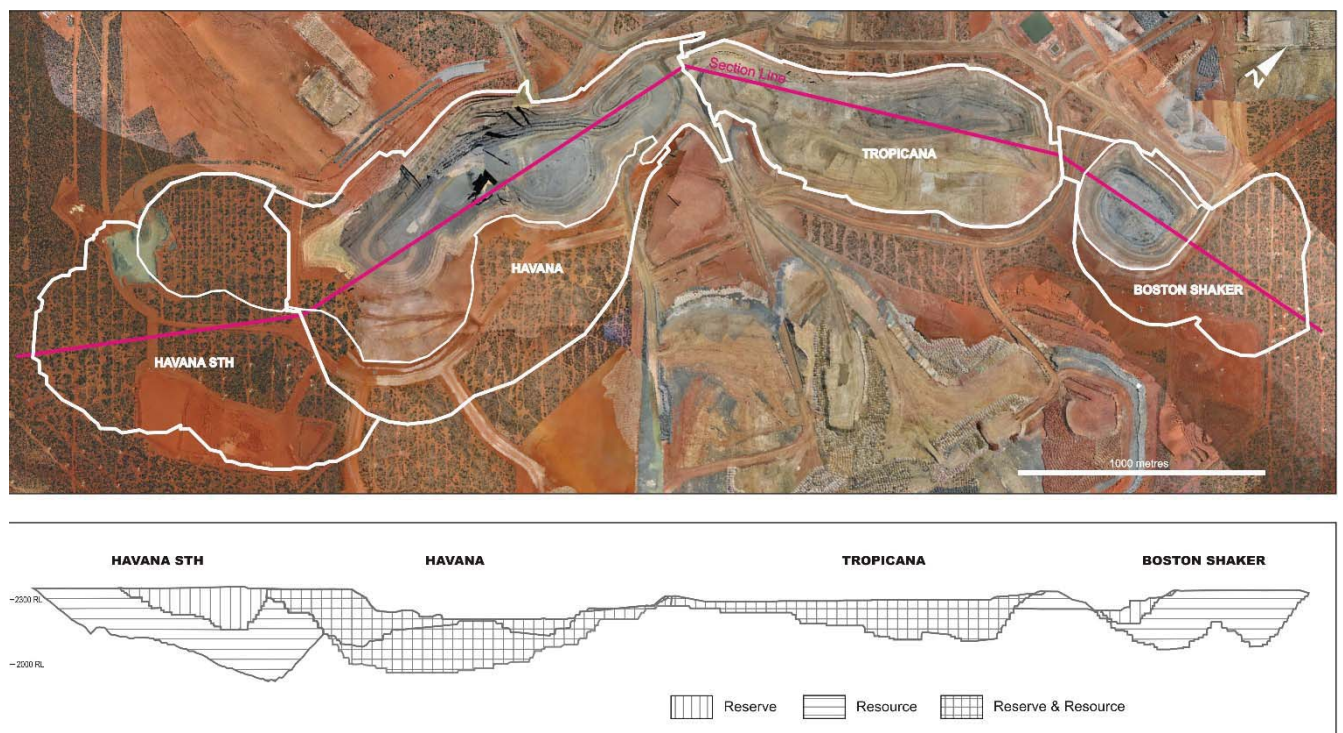 Section Line
N
TROPICANA
HAVANA
BOSTON SHAKER
HAVANA STH
1000 metres
HAVANA STH
HAVANA
TROPICANA
BOSTON SHAKER
2300 RL
2000 RL
Reserve
Resource
Reserve & Resource